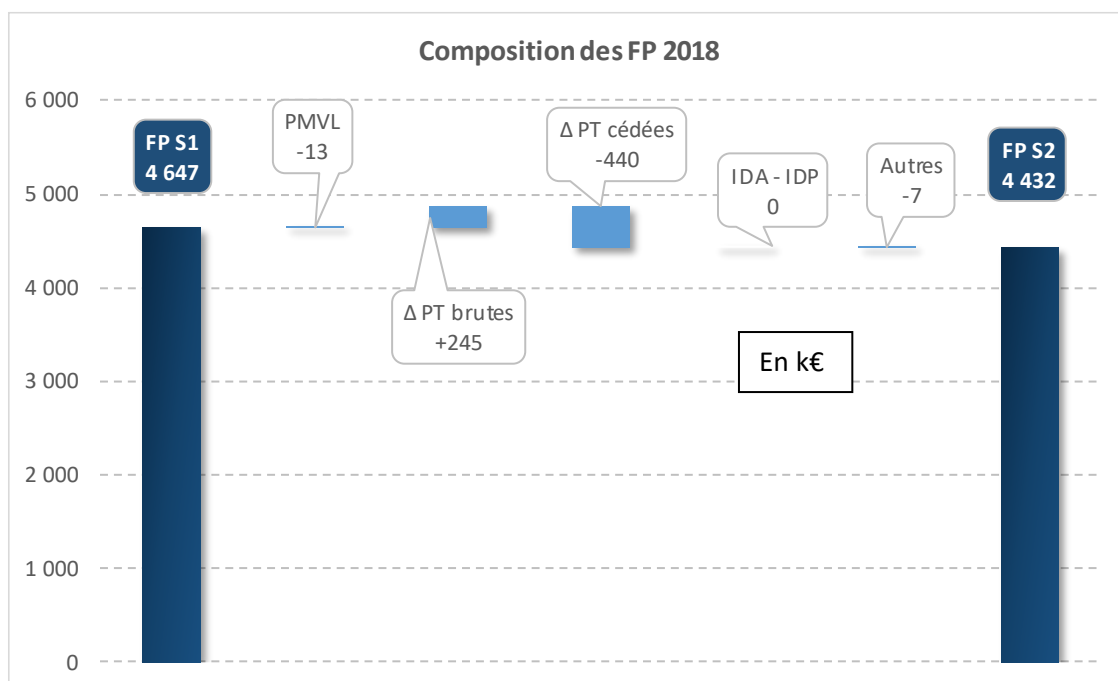 Composition des FP 2018
6 000
5 000
4 000
3 000
2 000
1 000
0
FP S1
4 647
PMVL
-13
Δ PT brutes
+245
Δ PT cédées
-440
IDA - IDP
0
Autres
-7
FP S2
4 432
En k€